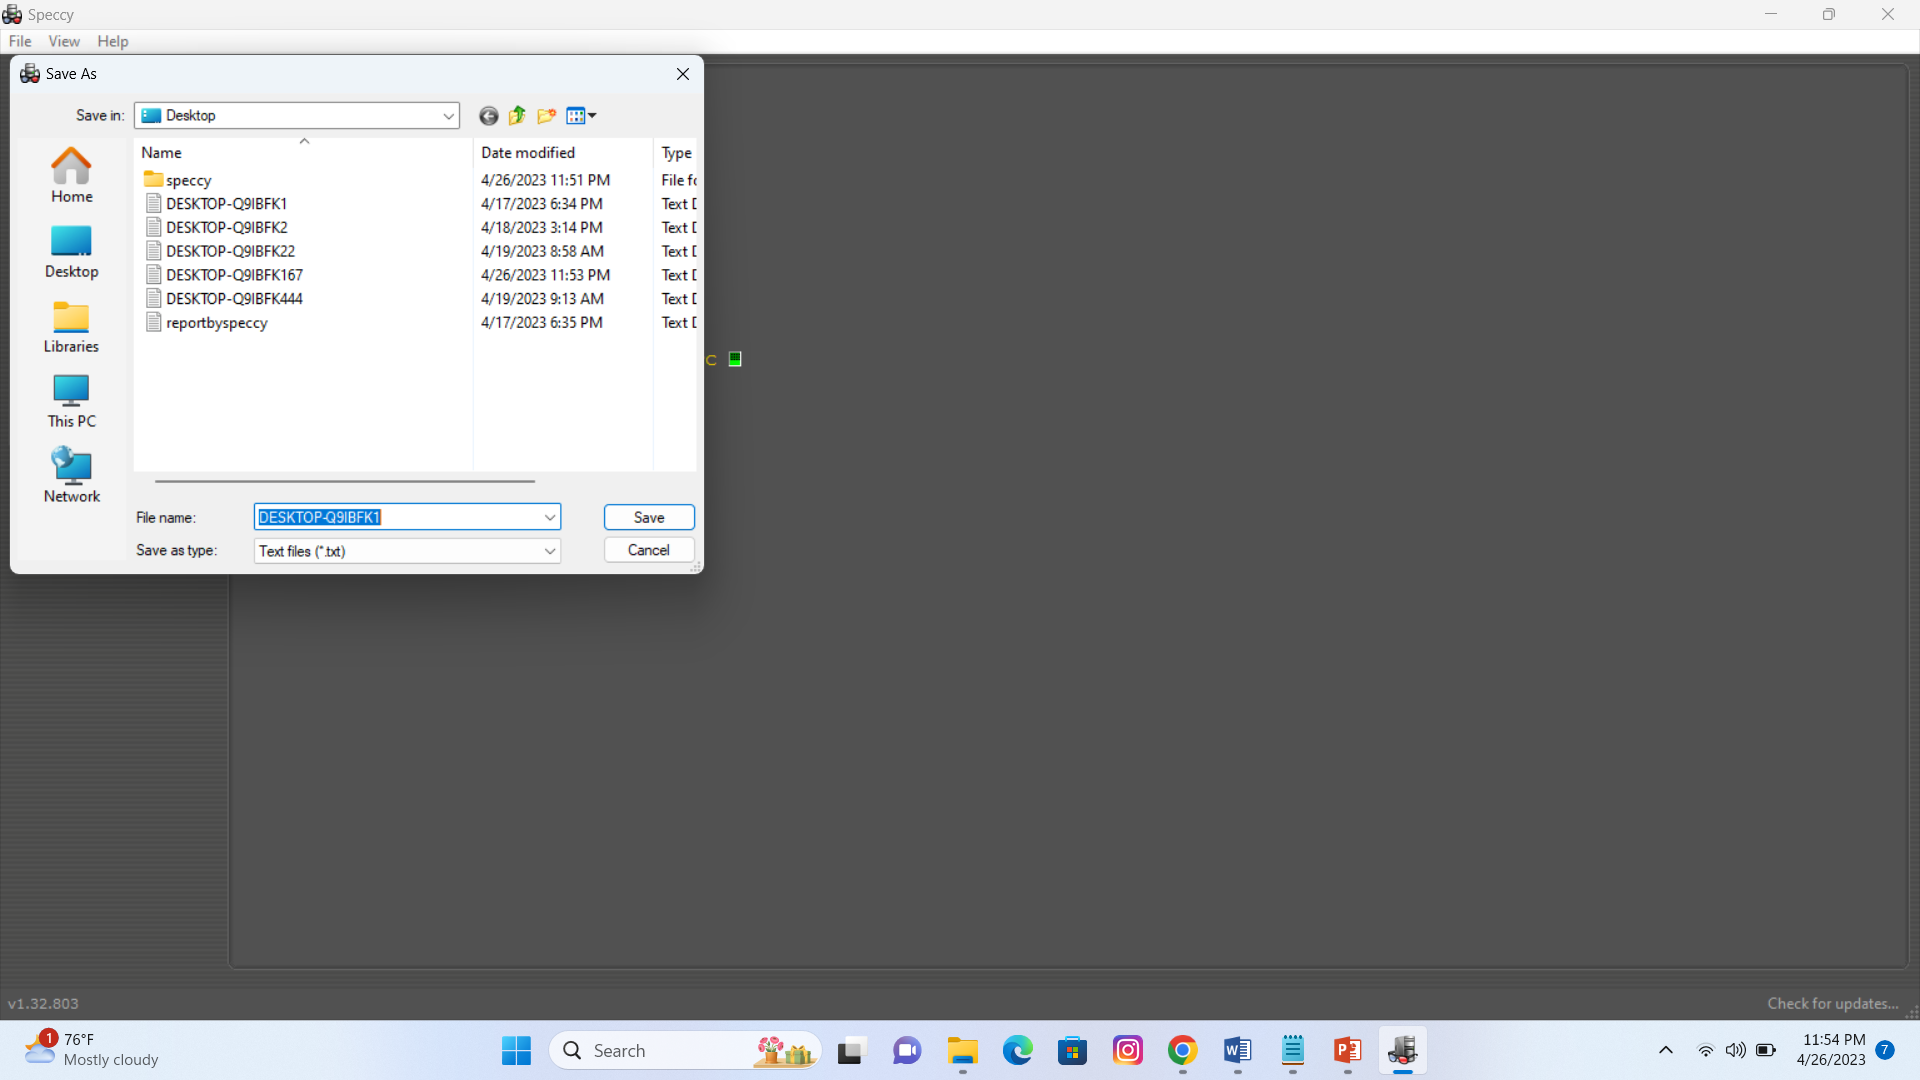 Speccy
File View Help
Save As
Save in: Desktop
Name Date modified Type
speccy 4/26/2023 11:51 PM File fo
DESKTOP-Q9IBFK1 4/17/2023 6:34 PM Text D
DESKTOP-Q9IBFK2 4/18/2023 3:14 PM Text D
DESKTOP-Q9IBFK22 4/19/2023 8:58 AM Text D
DESKTOP-Q9IBFK167 4/26/2023 11:53 PM Text D
DESKTOP-Q9IBFK444 4/19/2023 9:13 AM Text D
reportbyspeccy 4/17/2023 6:35 PM Text D
Home
Desktop
Libraries
This PC
Network
C
File name: DESKTOP-Q9IBFK1 Save
Save as type: Text files (*.txt) Cancel
v1.32.803 Check for updates...
1
76°F
Mostly cloudy
Search
11:54 PM
4/26/2023
7